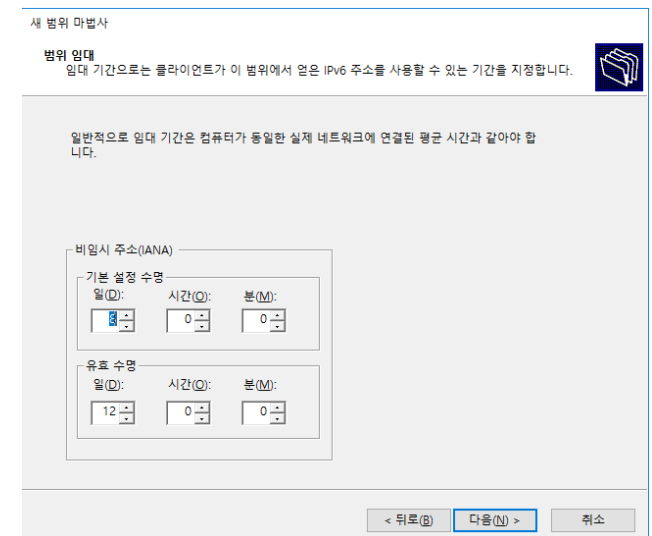 새 범위 마법사
범위 임대
임대 기간으로는 클라이언트가 이 범위에서 얻은 IPv6 주소를 사용할 수 있는 기간을 지정합니다.
일반적으로 임대 기간은 컴퓨터가 동일한 실제 네트워크에 연결된 평균 시간과 같아야 합
니다.
비임시 주소(IANA)
기본 설정 수명
일(D): 시간(O): 분(M):
0 0
유효 수명
일(D): 시간(O): 분(M):
12 0 0
< 뒤로(B) 다음(N) > 취소